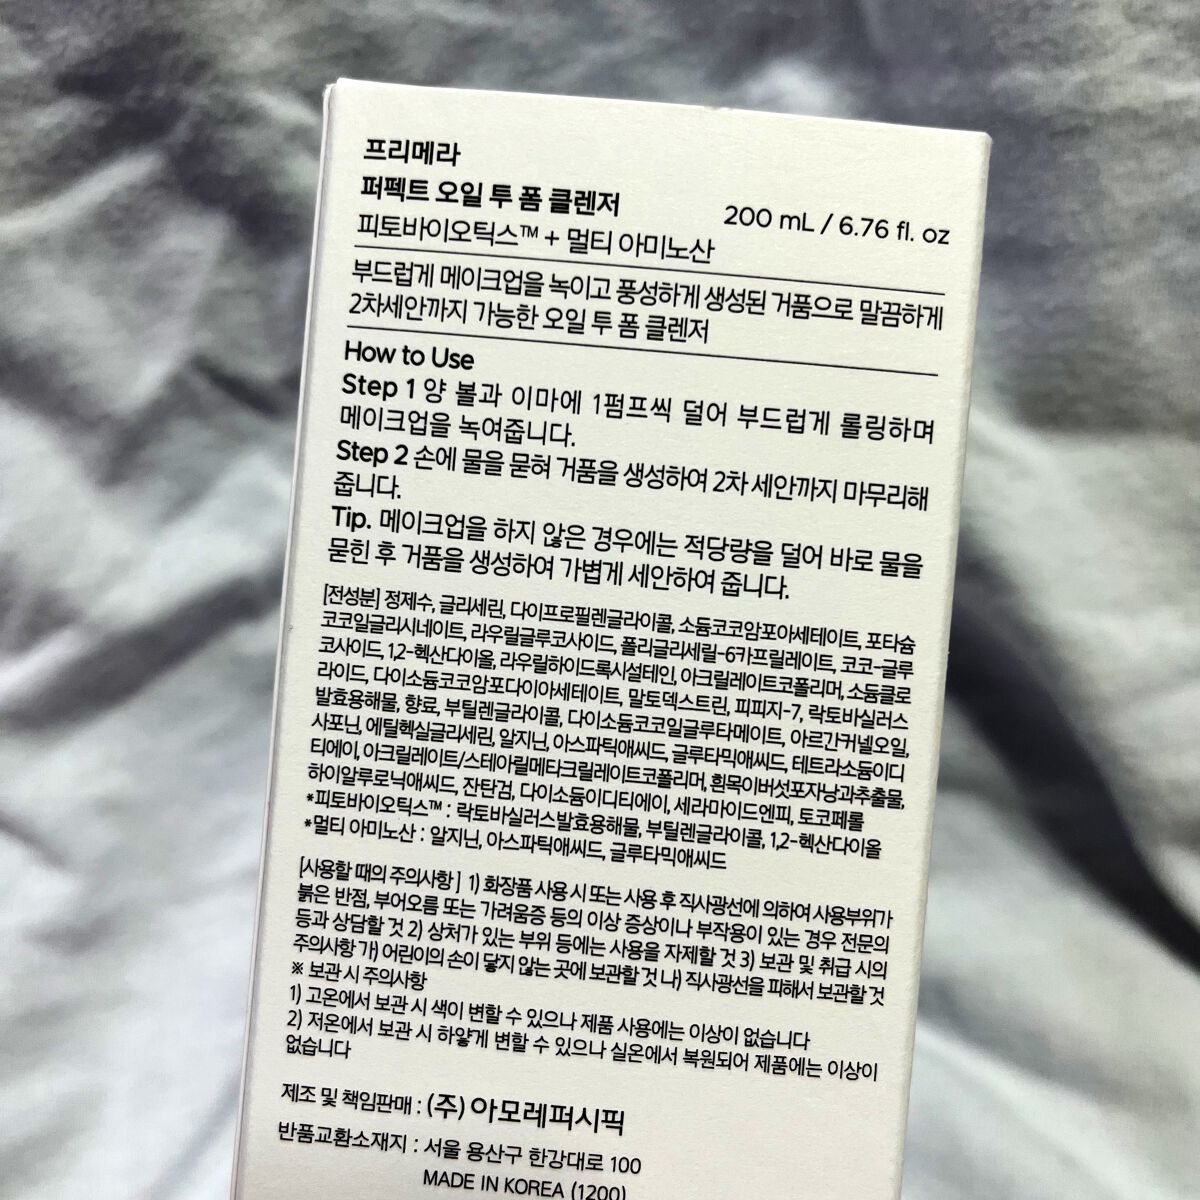 프리메라
퍼펙트 오일 투 폼 클렌저
피토바이오틱스™ + 멀티 아미노산
200 mL / 6.76 fl. oz
부드럽게 메이크업을 녹이고 풍성하게 생성된 거품으로 말끔하게
2차세안까지 가능한 오일 투 폼 클렌저
How to Use
Step 1 양 볼과 이마에 1펌프씩 덜어 부드럽게 롤링하며
메이크업을 녹여줍니다.
Step 2 손에 물을 묻혀 거품을 생성하여 2차 세안까지 마무리해
줍니다.
Tip. 메이크업을 하지 않은 경우에는 적당량을 덜어 바로 물을
묻힌 후 거품을 생성하여 가볍게 세안하여 줍니다.
[전성분] 정제수, 글리세린, 다이프로필렌글라이콜, 소듐코코암포아세테이트, 포타슘
코코일글리시네이트, 라우릴글루코사이드, 폴리글리세릴-6카프릴레이트, 코코-글루
코사이드, 1,2-헥산다이올, 라우릴하이드록시설테인, 아크릴레이트코폴리머, 소듐클로
라이드, 다이소듐코코암포다이아세테이트, 말토덱스트린, 피피지-7, 락토바실러스
발효용해물, 향료, 부틸렌글라이콜, 다이소듐코코일글루타메이트, 아르간커넬오일,
사포닌, 에틸헥실글리세린, 알지닌, 아스파틱애씨드, 글루타믹애씨드, 테트라소듐이디
티에이, 아크릴레이트/스테아릴메타크릴레이트코폴리머, 흰목이버섯포자낭과추출물,
하이알루로닉애씨드, 잔탄검, 다이소듐이디티에이, 세라마이드엔피, 토코페롤
*피토바이오틱스™ : 락토바실러스발효용해물, 부틸렌글라이콜, 1,2-헥산다이올
*멀티 아미노산 : 알지닌, 아스파틱애씨드, 글루타믹애씨드
[사용할 때의 주의사항] 1) 화장품 사용 시 또는 사용 후 직사광선에 의하여 사용부위가
붉은 반점, 부어오름 또는 가려움증 등의 이상 증상이나 부작용이 있는 경우 전문의
등과 상담할 것 2) 상처가 있는 부위 등에는 사용을 자제할 것 3) 보관 및 취급 시의
주의사항 가) 어린이의 손이 닿지 않는 곳에 보관할 것 나) 직사광선을 피해서 보관할 것
※ 보관 시 주의사항
1) 고온에서 보관 시 색이 변할 수 있으나 제품 사용에는 이상이 없습니다
2) 저온에서 보관 시 하얗게 변할 수 있으나 실온에서 복원되어 제품에는 이상이
없습니다
제조 및 책임판매 : (주) 아모레퍼시픽
반품교환소재지 : 서울 용산구 한강대로 100
MADE IN KOREA (1200)